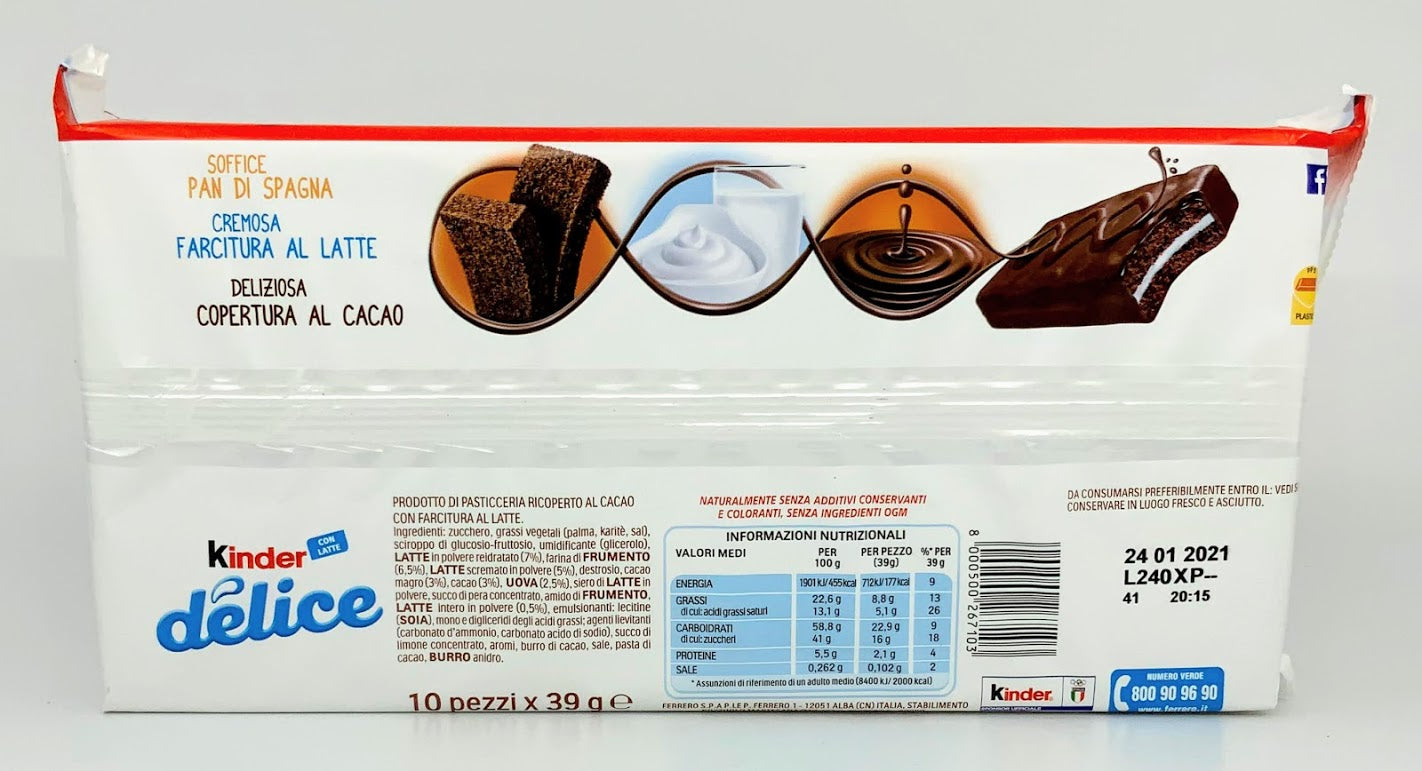 SOFFICE
PAN DI SPAGNA
CREMOSA
FARCITURA AL LATTE
DELIZIOSA
COPERTURA AL CACAO
f
PLAST
Kinder
CON
LATTE
délice
PRODOTTO DI PASTICCERIA RICOPERTO AL CACAO
CON FARCITURA AL LATTE.
Ingredienti: zucchero, grassi vegetali (palma, karitè, sal),
sciroppo di glucosio-fruttosio, umidificante (glicerolo),
LATTE in polvere reidratato (7%), farina di FRUMENTO
(6,5%), LATTE scremato in polvere (5%), destrosio, cacao
magro (3%), cacao (3%), UOVA (2,5%), siero di LATTE in
polvere, succo di pera concentrato, amido di FRUMENTO,
LATTE intero in polvere (0,5%), emulsionanti: lecitine
(SOIA), mono e digliceridi degli acidi grassi; agenti lievitanti
(carbonato d'ammonio, carbonato acido di sodio), succo di
limone concentrato, aromi, burro di cacao, sale, pasta di
cacao, BURRO anidro.
10 pezzi x 39 g e
NATURALMENTE SENZA ADDITIVI CONSERVANTI
E COLORANTI, SENZA INGREDIENTI OGM
INFORMAZIONI NUTRIZIONALI
VALORI MEDI PER 100 g PER PEZZO (39g) %* PER 39 g
ENERGIA 1901 kJ/455kcal 712kJ/177kcal 9
GRASSI 22,6 g 8,8 g 13
di cui: acidi grassi saturi 13,1 g 5,1 g 26
CARBOIDRATI 58,8 g 22,9 g 9
di cui: zuccheri 41 g 16 g 18
PROTEINE 5,5 g 2,1 g 4
SALE 0,262 g 0,102 g 2
* Assunzioni di riferimento di un adulto medio (8400 kJ/ 2000 kcal)
FERRERO S.P.A P.LE P. FERRERO 1 - 12051 ALBA (CN) ITALIA, STABILIMENTO
8 000500 267103
DA CONSUMARSI PREFERIBILMENTE ENTRO IL: VEDI S
CONSERVARE IN LUOGO FRESCO E ASCIUTTO.
24 01 2021
L240XP--
41 20:15
Kinder
SPONSOR UFFICIALE
NUMERO VERDE
800 90 96 90
www.ferrero.it